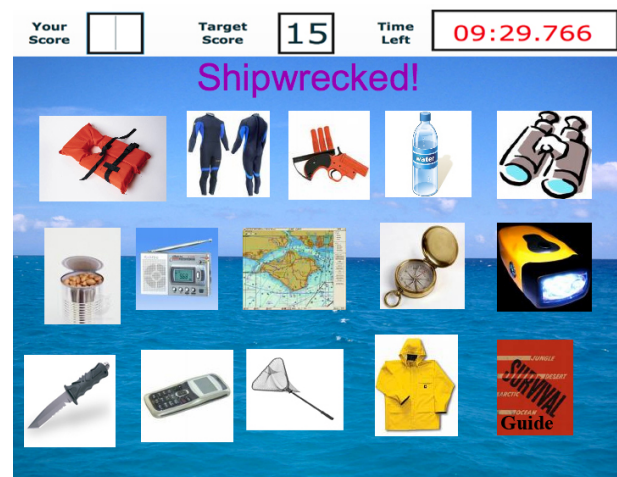 Your
Score
Target
Score
15
Time
Left
09:29.766
Shipwrecked!
water
JUNGLE
DESERT
SURVIVAL
ARCTIC
OCEAN
Guide